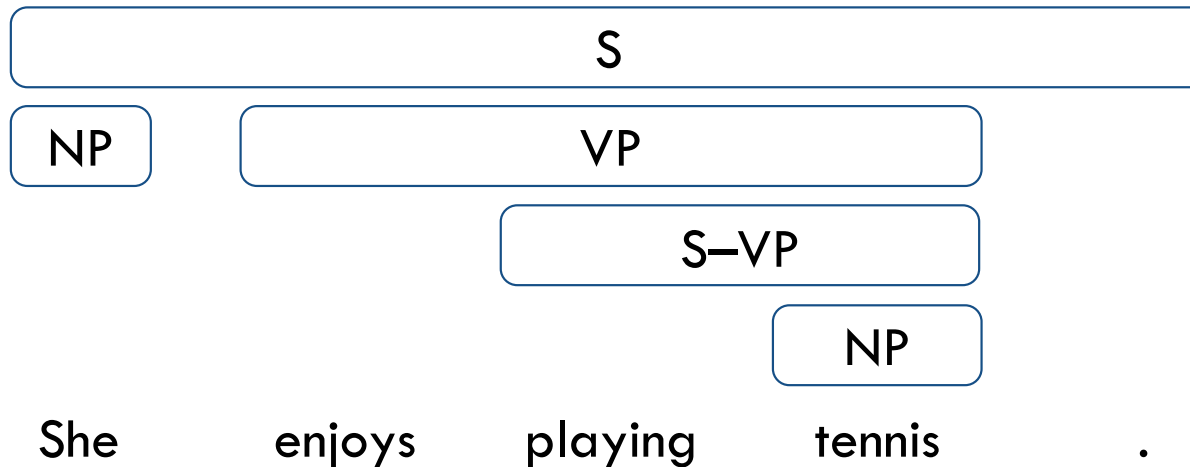 S
NP VP
S–VP
NP
She enjoys playing tennis .